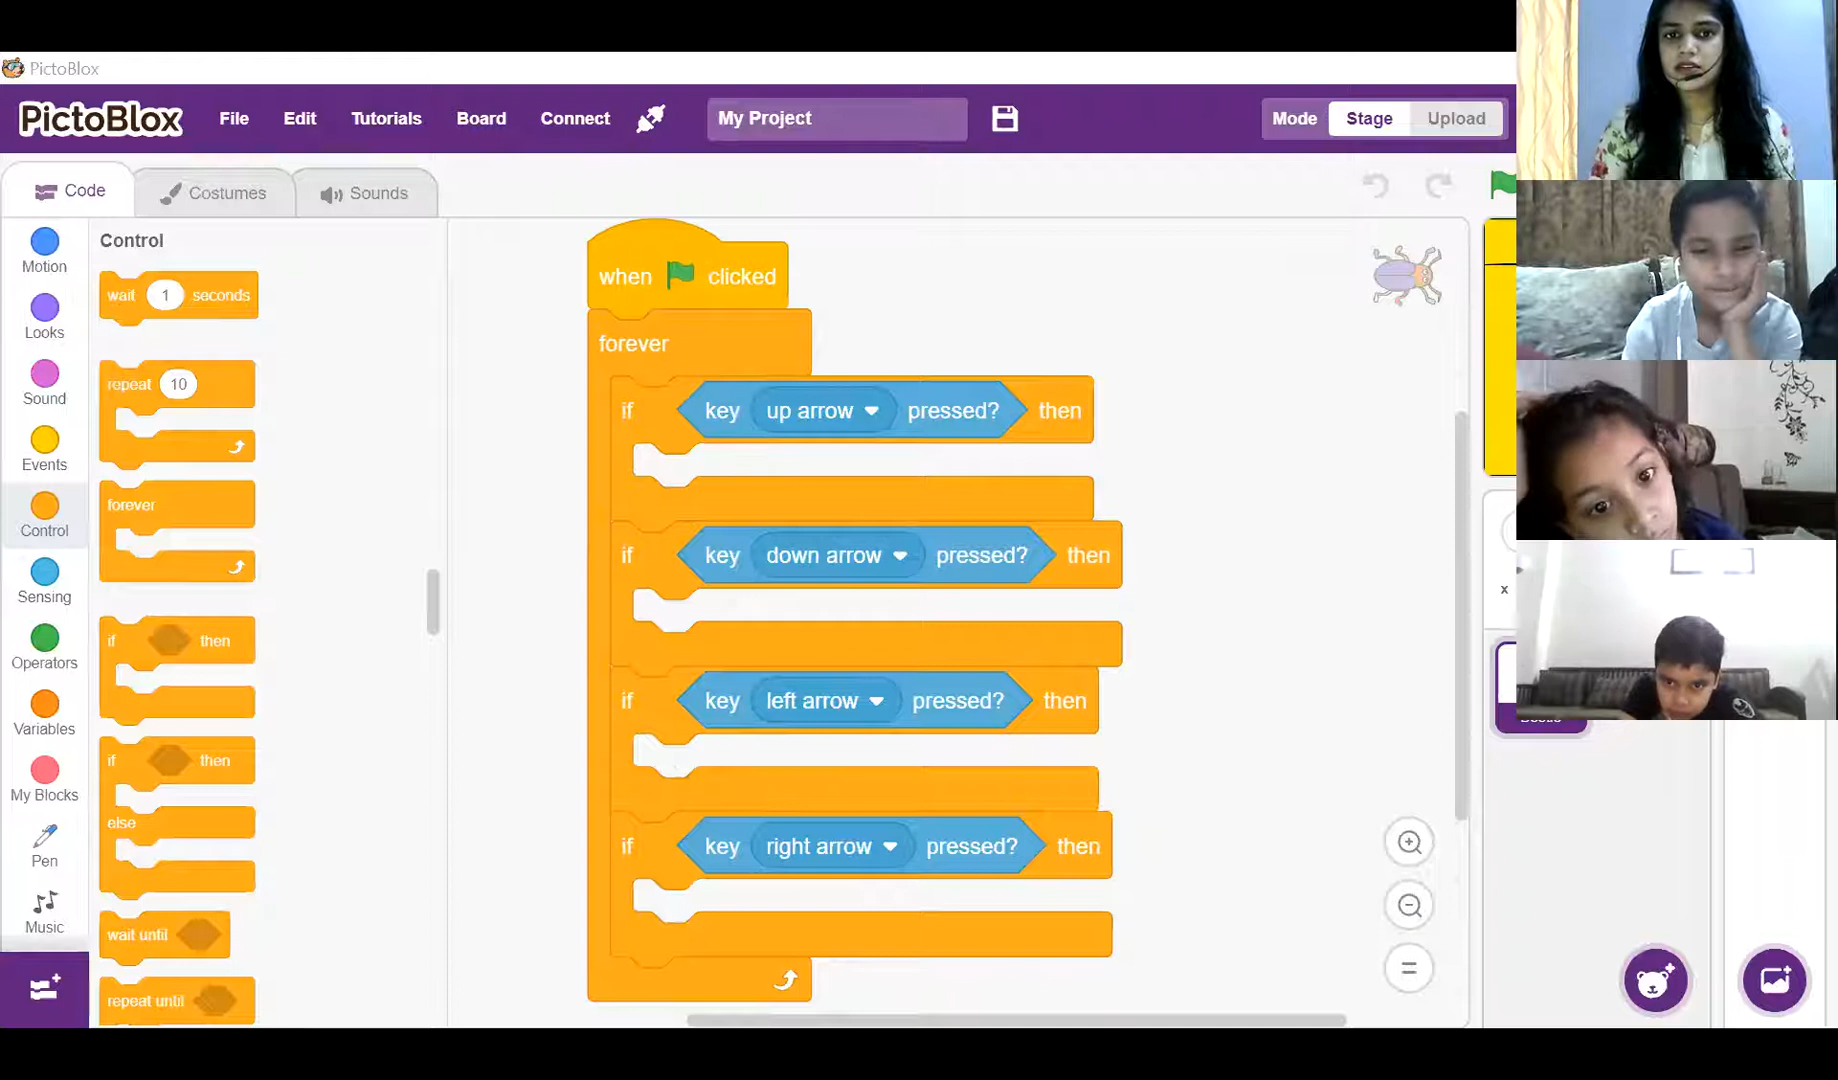 PictoBlox
PictoBlox File Edit Tutorials Board Connect My Project Mode Stage Upload
Code Costumes Sounds
Motion
Looks
Sound
Events
Control
Sensing
Operators
Variables
My Blocks
Pen
Music
Control
wait 1 seconds
repeat 10
forever
if then
if then
else
wait until
repeat until
when clicked
forever
if key up arrow pressed? then
if key down arrow pressed? then
if key left arrow pressed? then
if key right arrow pressed? then
x